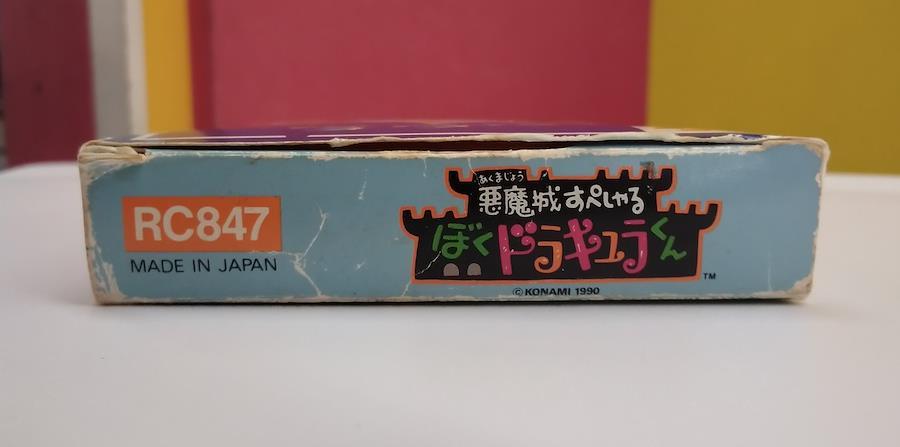 RC847
MADE IN JAPAN
あくまじょう
悪魔城すぺしゃる
ぼくドラキュラくん
™
©KONAMI 1990